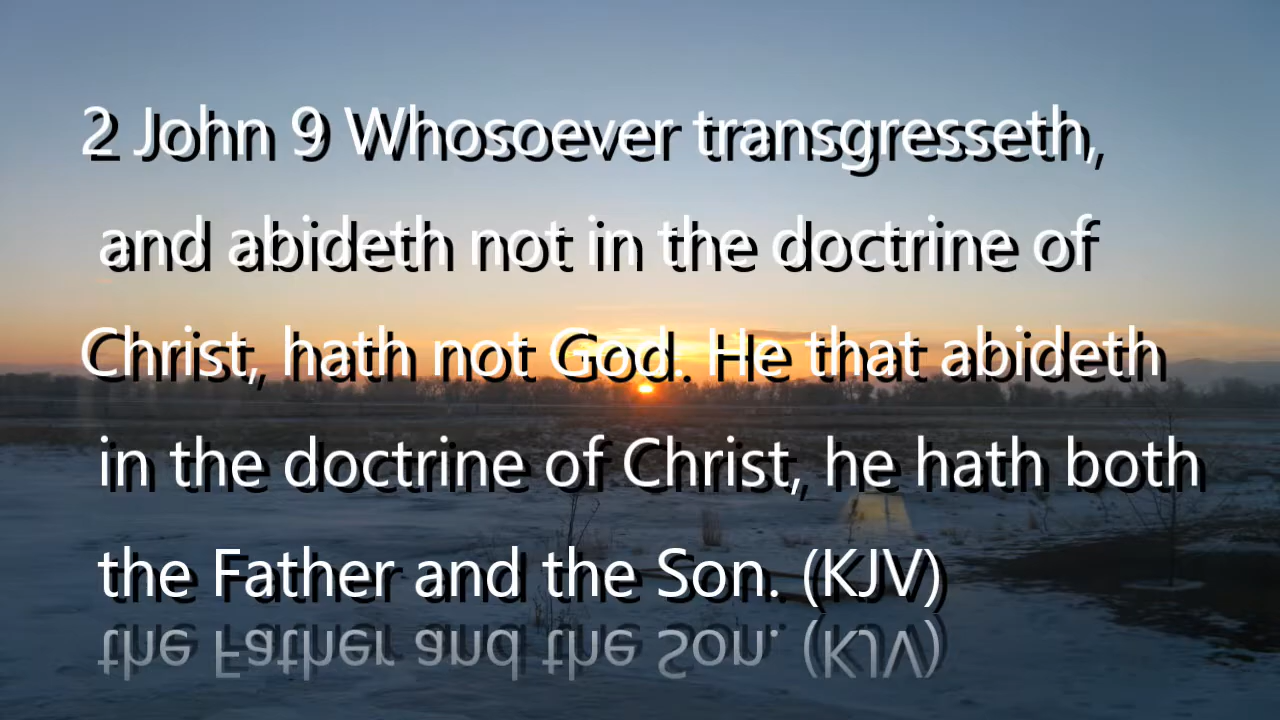 2 John 9 Whosoever transgresseth,
and abideth not in the doctrine of
Christ, hath not God. He that abideth
in the doctrine of Christ, he hath both
the Father and the Son. (KJV)